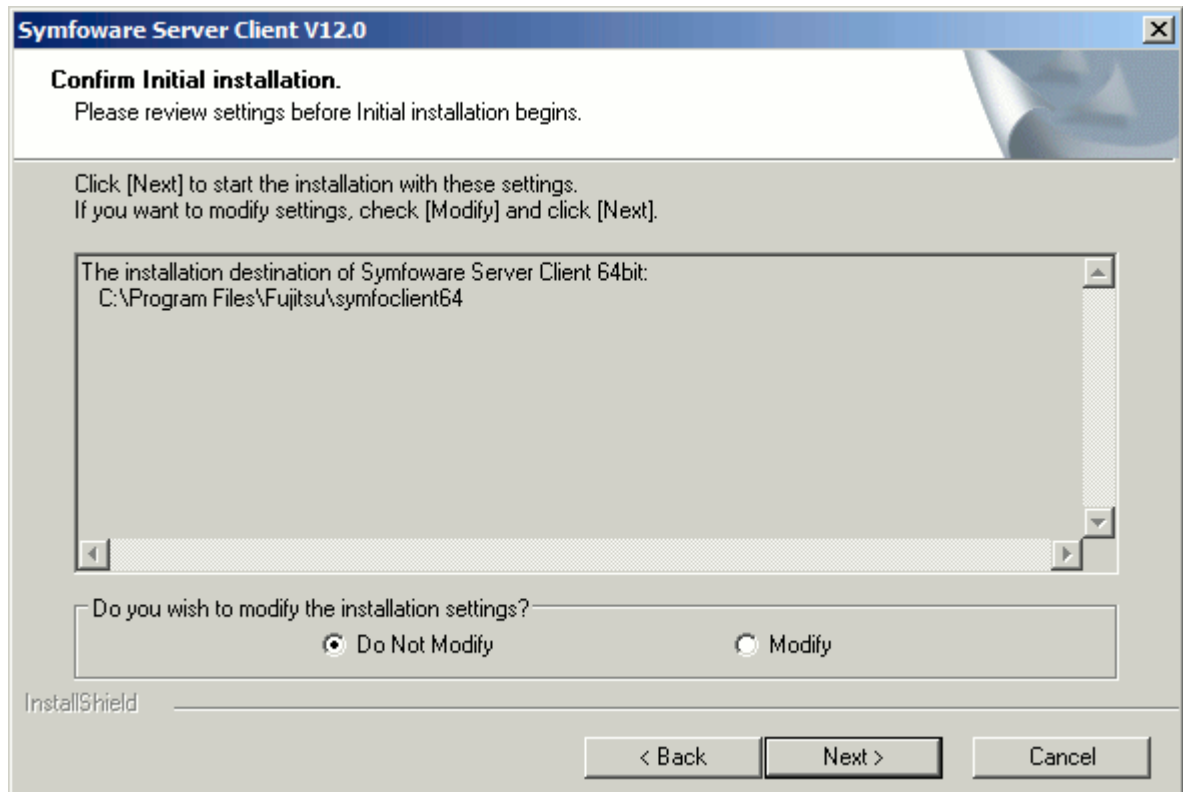 Symfoware Server Client V12.0
Confirm Initial installation.
Please review settings before Initial installation begins.
Click [Next] to start the installation with these settings.
If you want to modify settings, check [Modify] and click [Next].
The installation destination of Symfoware Server Client 64bit:
C:\Program Files\Fujitsu\symfoclient64
Do you wish to modify the installation settings?
Do Not Modify Modify
InstallShield
< Back Next > Cancel